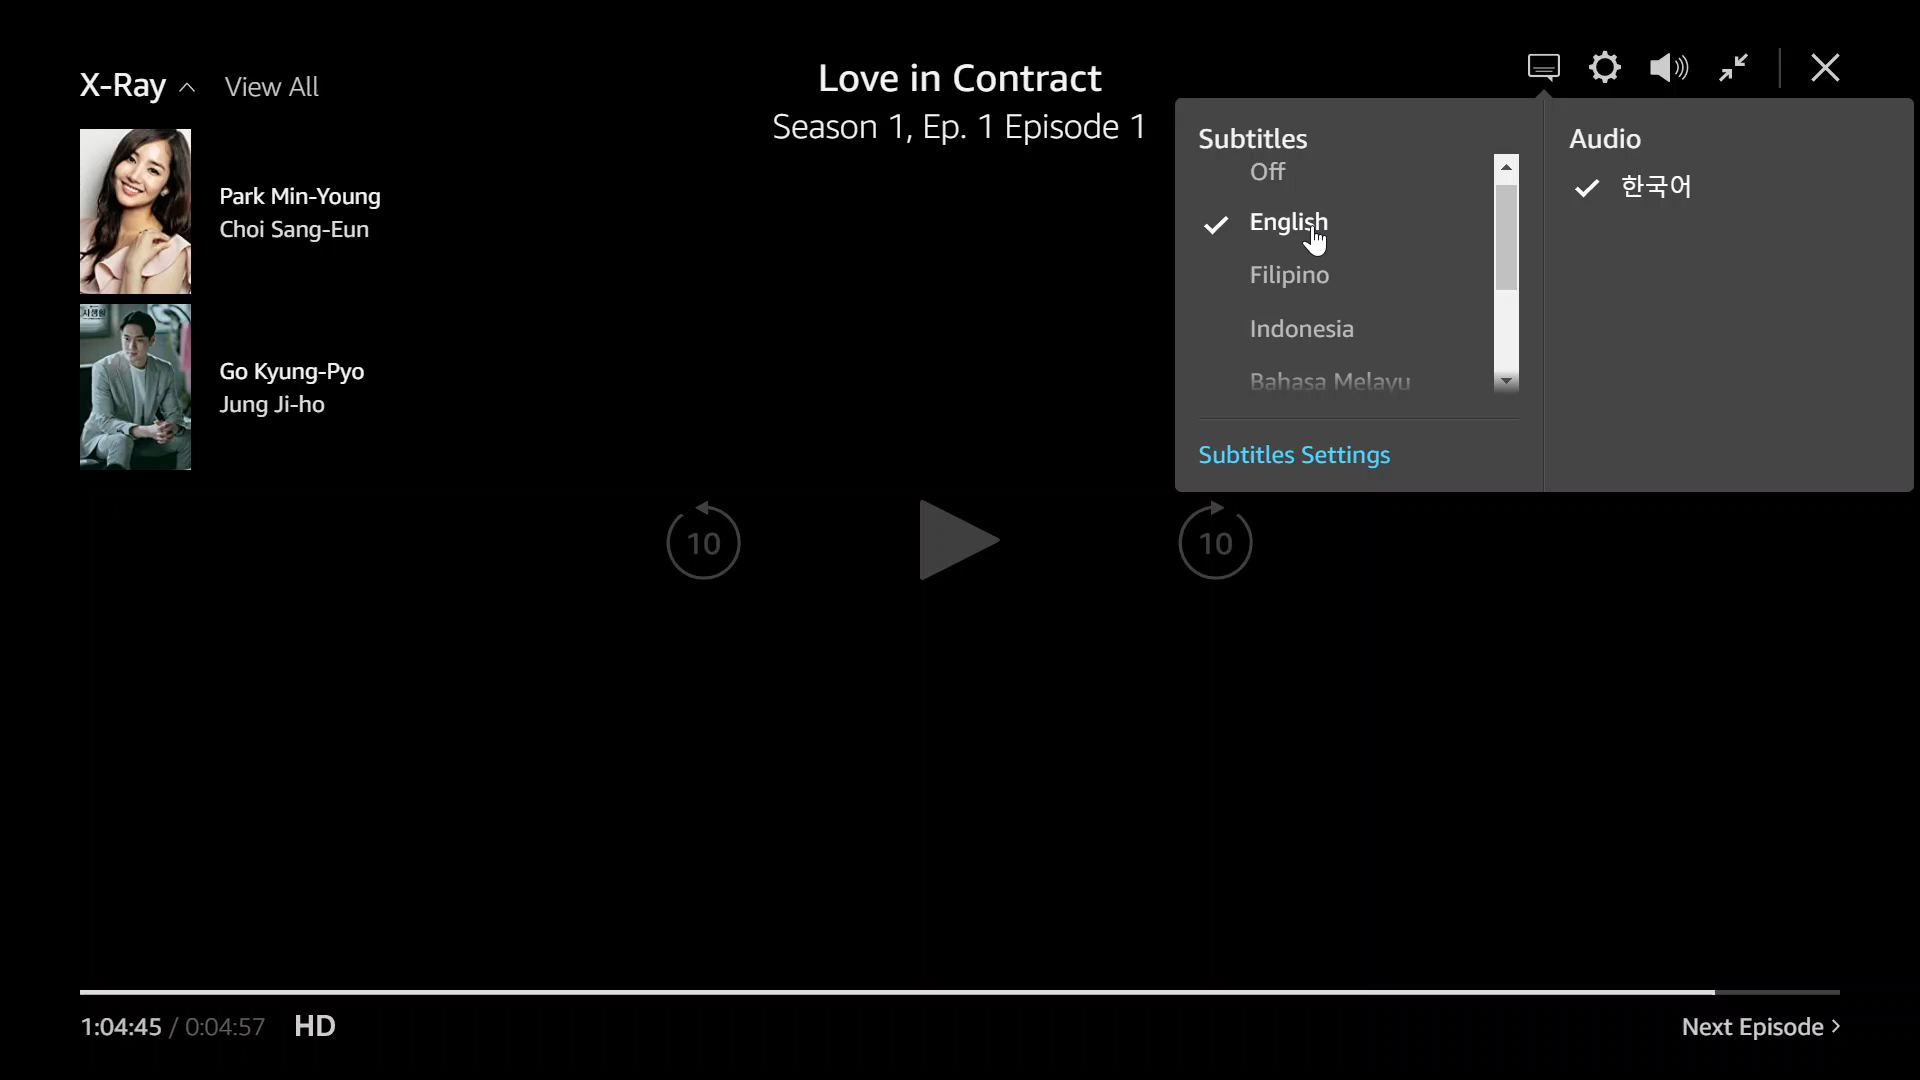 X-Ray View All
Love in Contract
Season 1, Ep. 1 Episode 1
Park Min-Young
Choi Sang-Eun
Go Kyung-Pyo
Jung Ji-ho
Subtitles
Off
English
Filipino
Indonesia
Bahasa Melayu
Subtitles Settings
Audio
한국어
10
10
1:04:45 / 0:04:57 HD
Next Episode